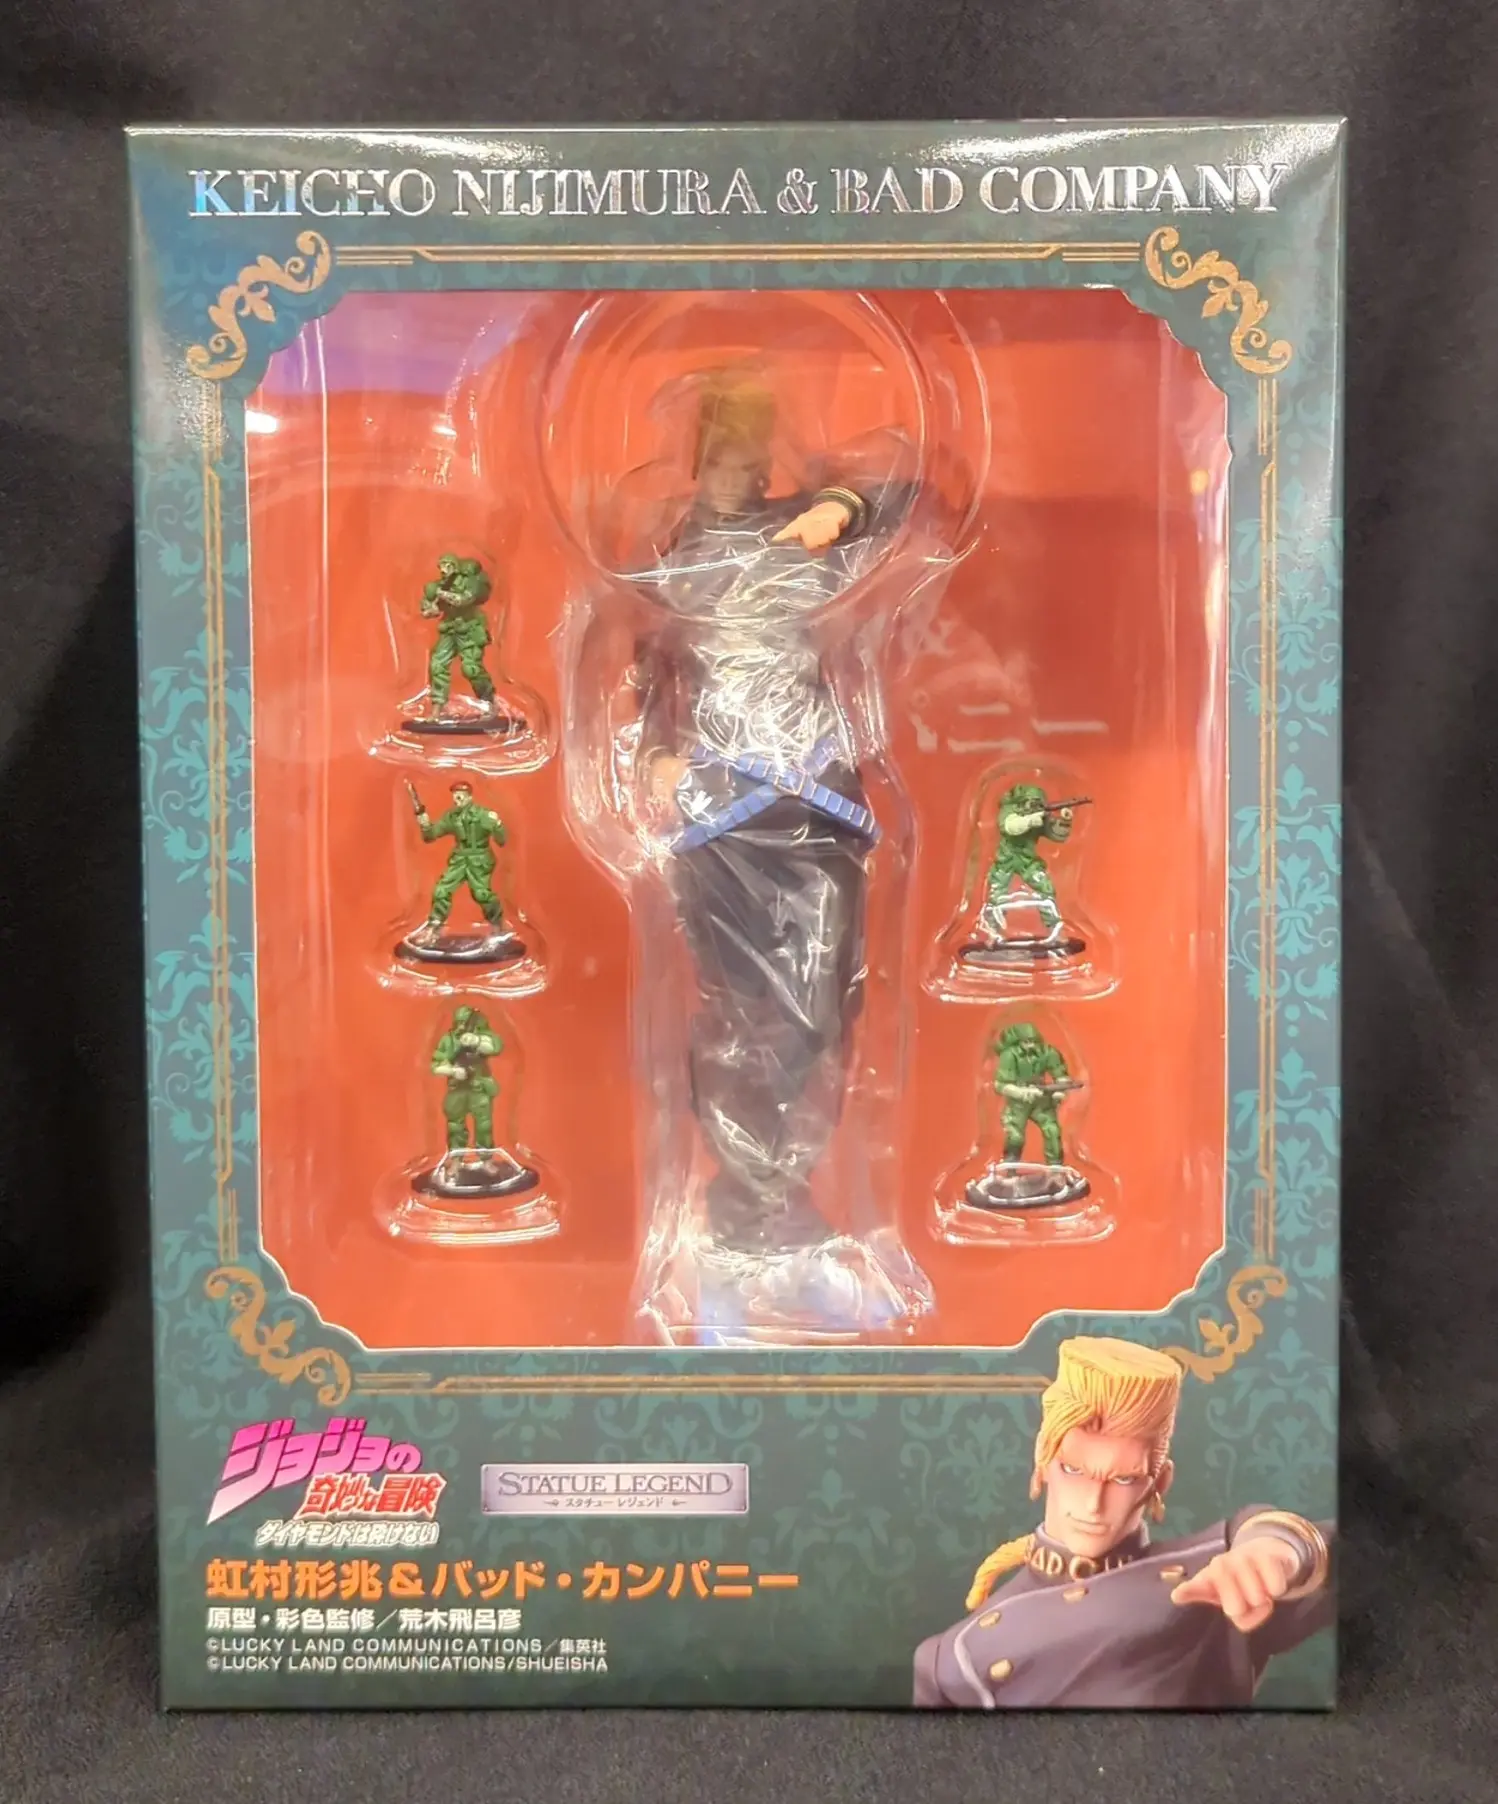 KEICHO NIJIMURA & BAD COMPANY
&
ニー
ジョジョの
奇妙な冒険
ダイヤモンドは砕けない
STATUE LEGEND
スタチュー レジェンド
虹村形兆&バッド・カンパニー
原型・彩色監修/荒木飛呂彦
©LUCKY LAND COMMUNICATIONS/集英社
©LUCKY LAND COMMUNICATIONS/SHUEISHA